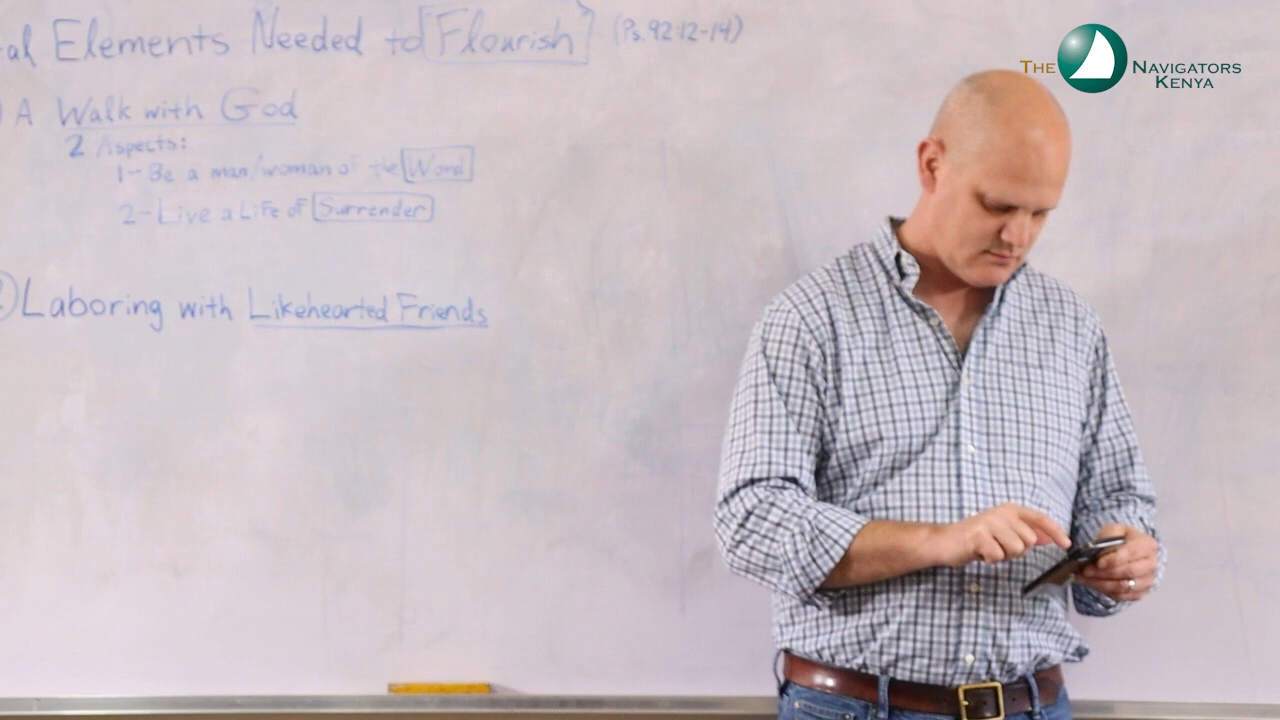 al Elements Needed to Flourish (Ps. 92:12-14)
) A Walk with God
2 Aspects:
1- Be a man/woman of the Word
2- Live a Life of Surrender
2) Laboring with Likehearted Friends
THE NAVIGATORS
KENYA